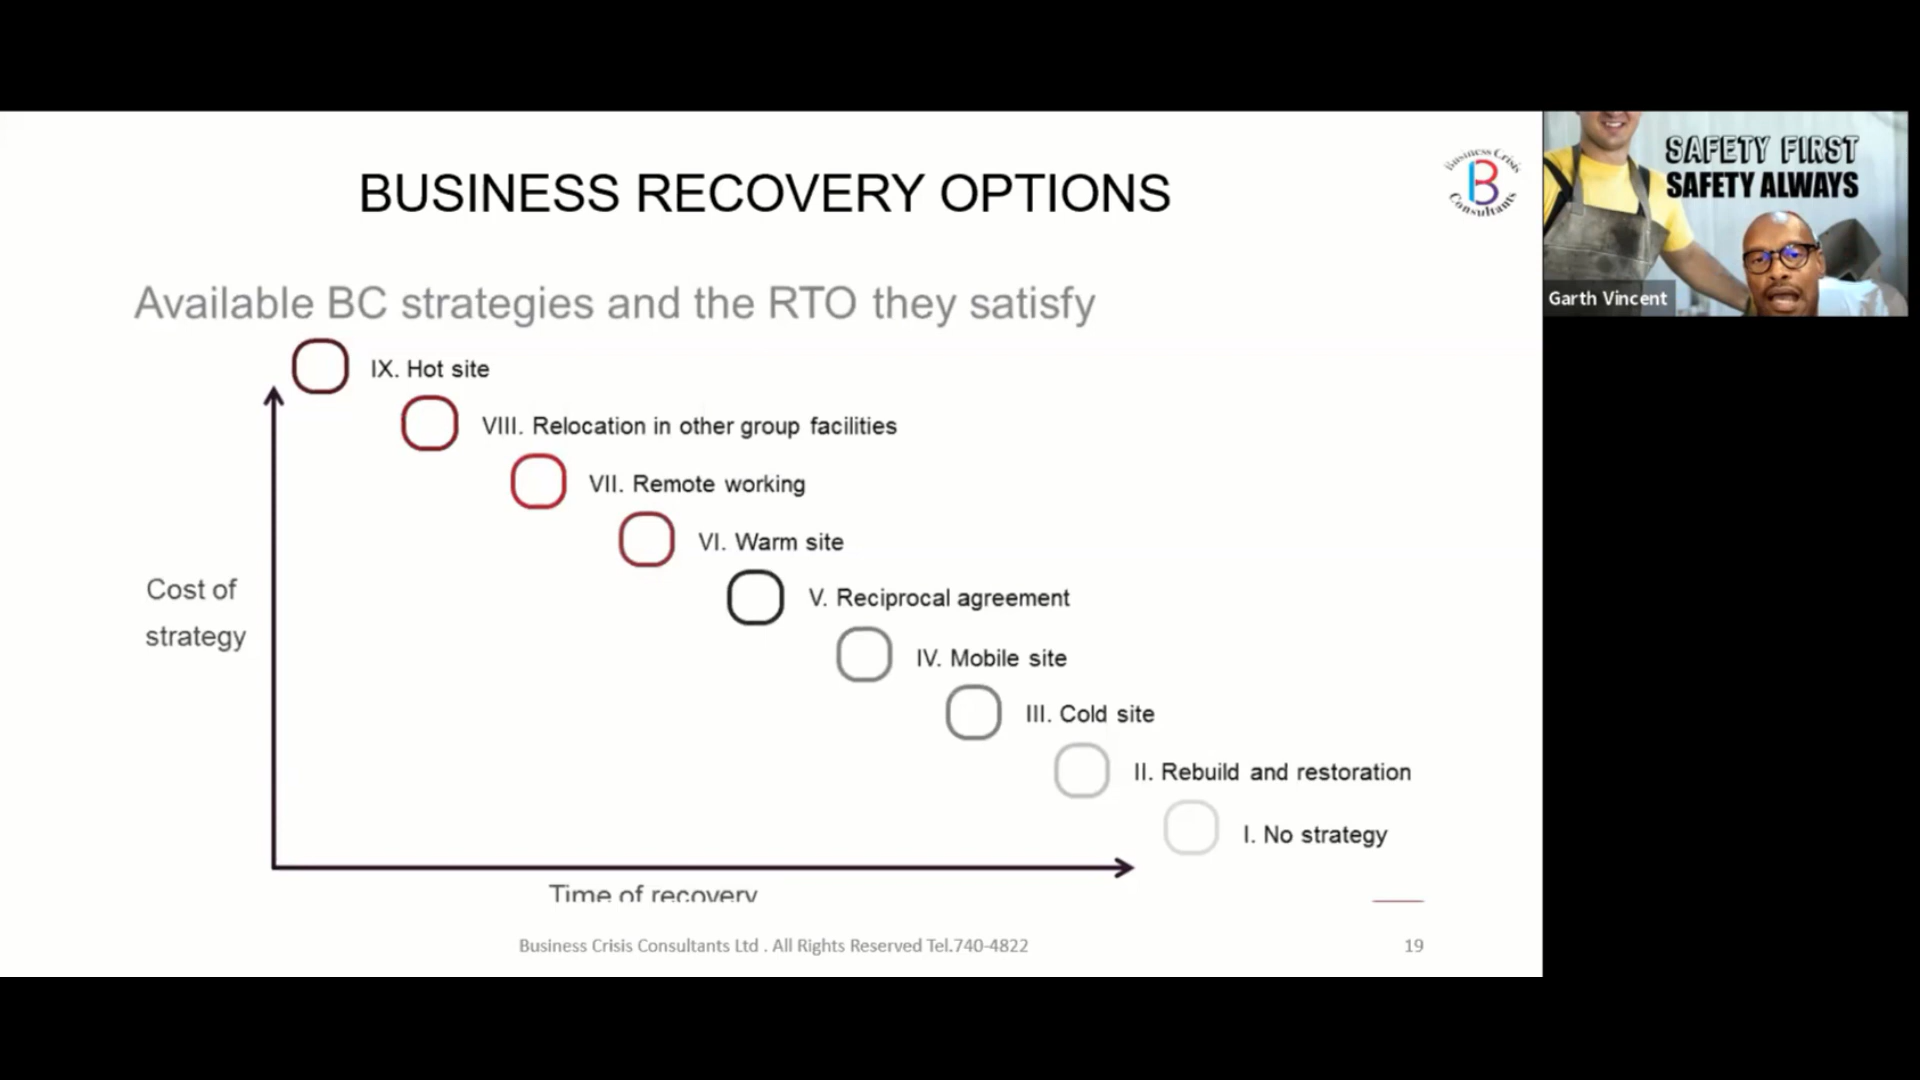 BUSINESS RECOVERY OPTIONS
Business Crisis
B
Consultants
SAFETY FIRST
SAFETY ALWAYS
Garth Vincent
Available BC strategies and the RTO they satisfy
IX. Hot site
VIII. Relocation in other group facilities
VII. Remote working
VI. Warm site
V. Reciprocal agreement
IV. Mobile site
III. Cold site
II. Rebuild and restoration
I. No strategy
Cost of
strategy
Time of recovery
Business Crisis Consultants Ltd . All Rights Reserved Tel.740-4822
19